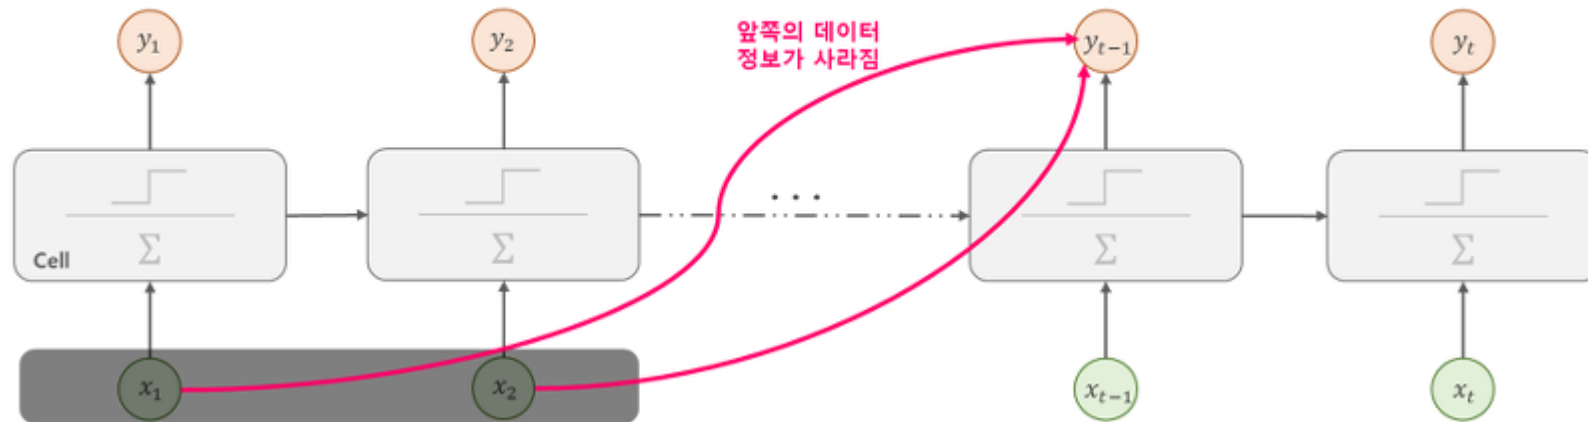 y₁
y₂
앞쪽의 데이터
정보가 사라짐
yₜ₋₁
yₜ
· · ·
Cell
Σ
Σ
Σ
Σ
x₁
x₂
xₜ₋₁
xₜ